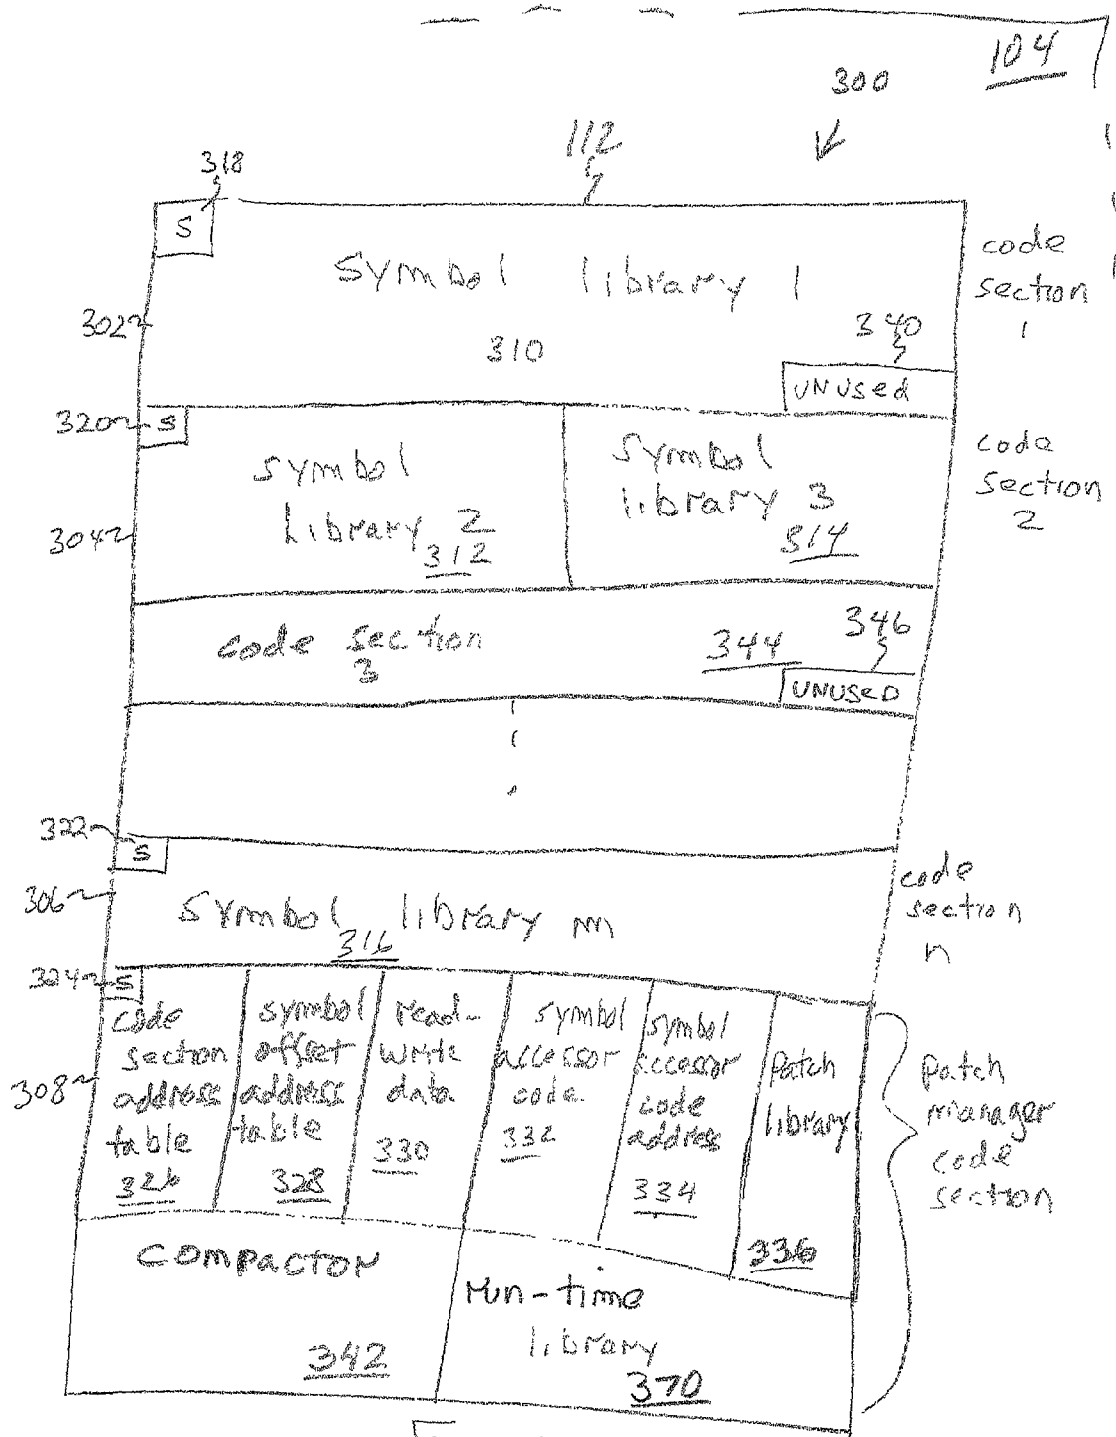 104
300
112
318
S
symbol library 1
code
section
1
302
310
340
UNUSED
320
S
symbol
library 2
312
symbol
library 3
314
code
section
2
304
code section
3
344
346
UNUSED
322
S
306
symbol library m
316
code
section
n
324
S
code
section
address
table
326
symbol
offset
address
table
328
read-
write
data
330
symbol
accessor
code
332
symbol
accessor
code
address
334
patch
library
336
308
patch
manager
code
section
COMPACTOR
342
run-time
library
370